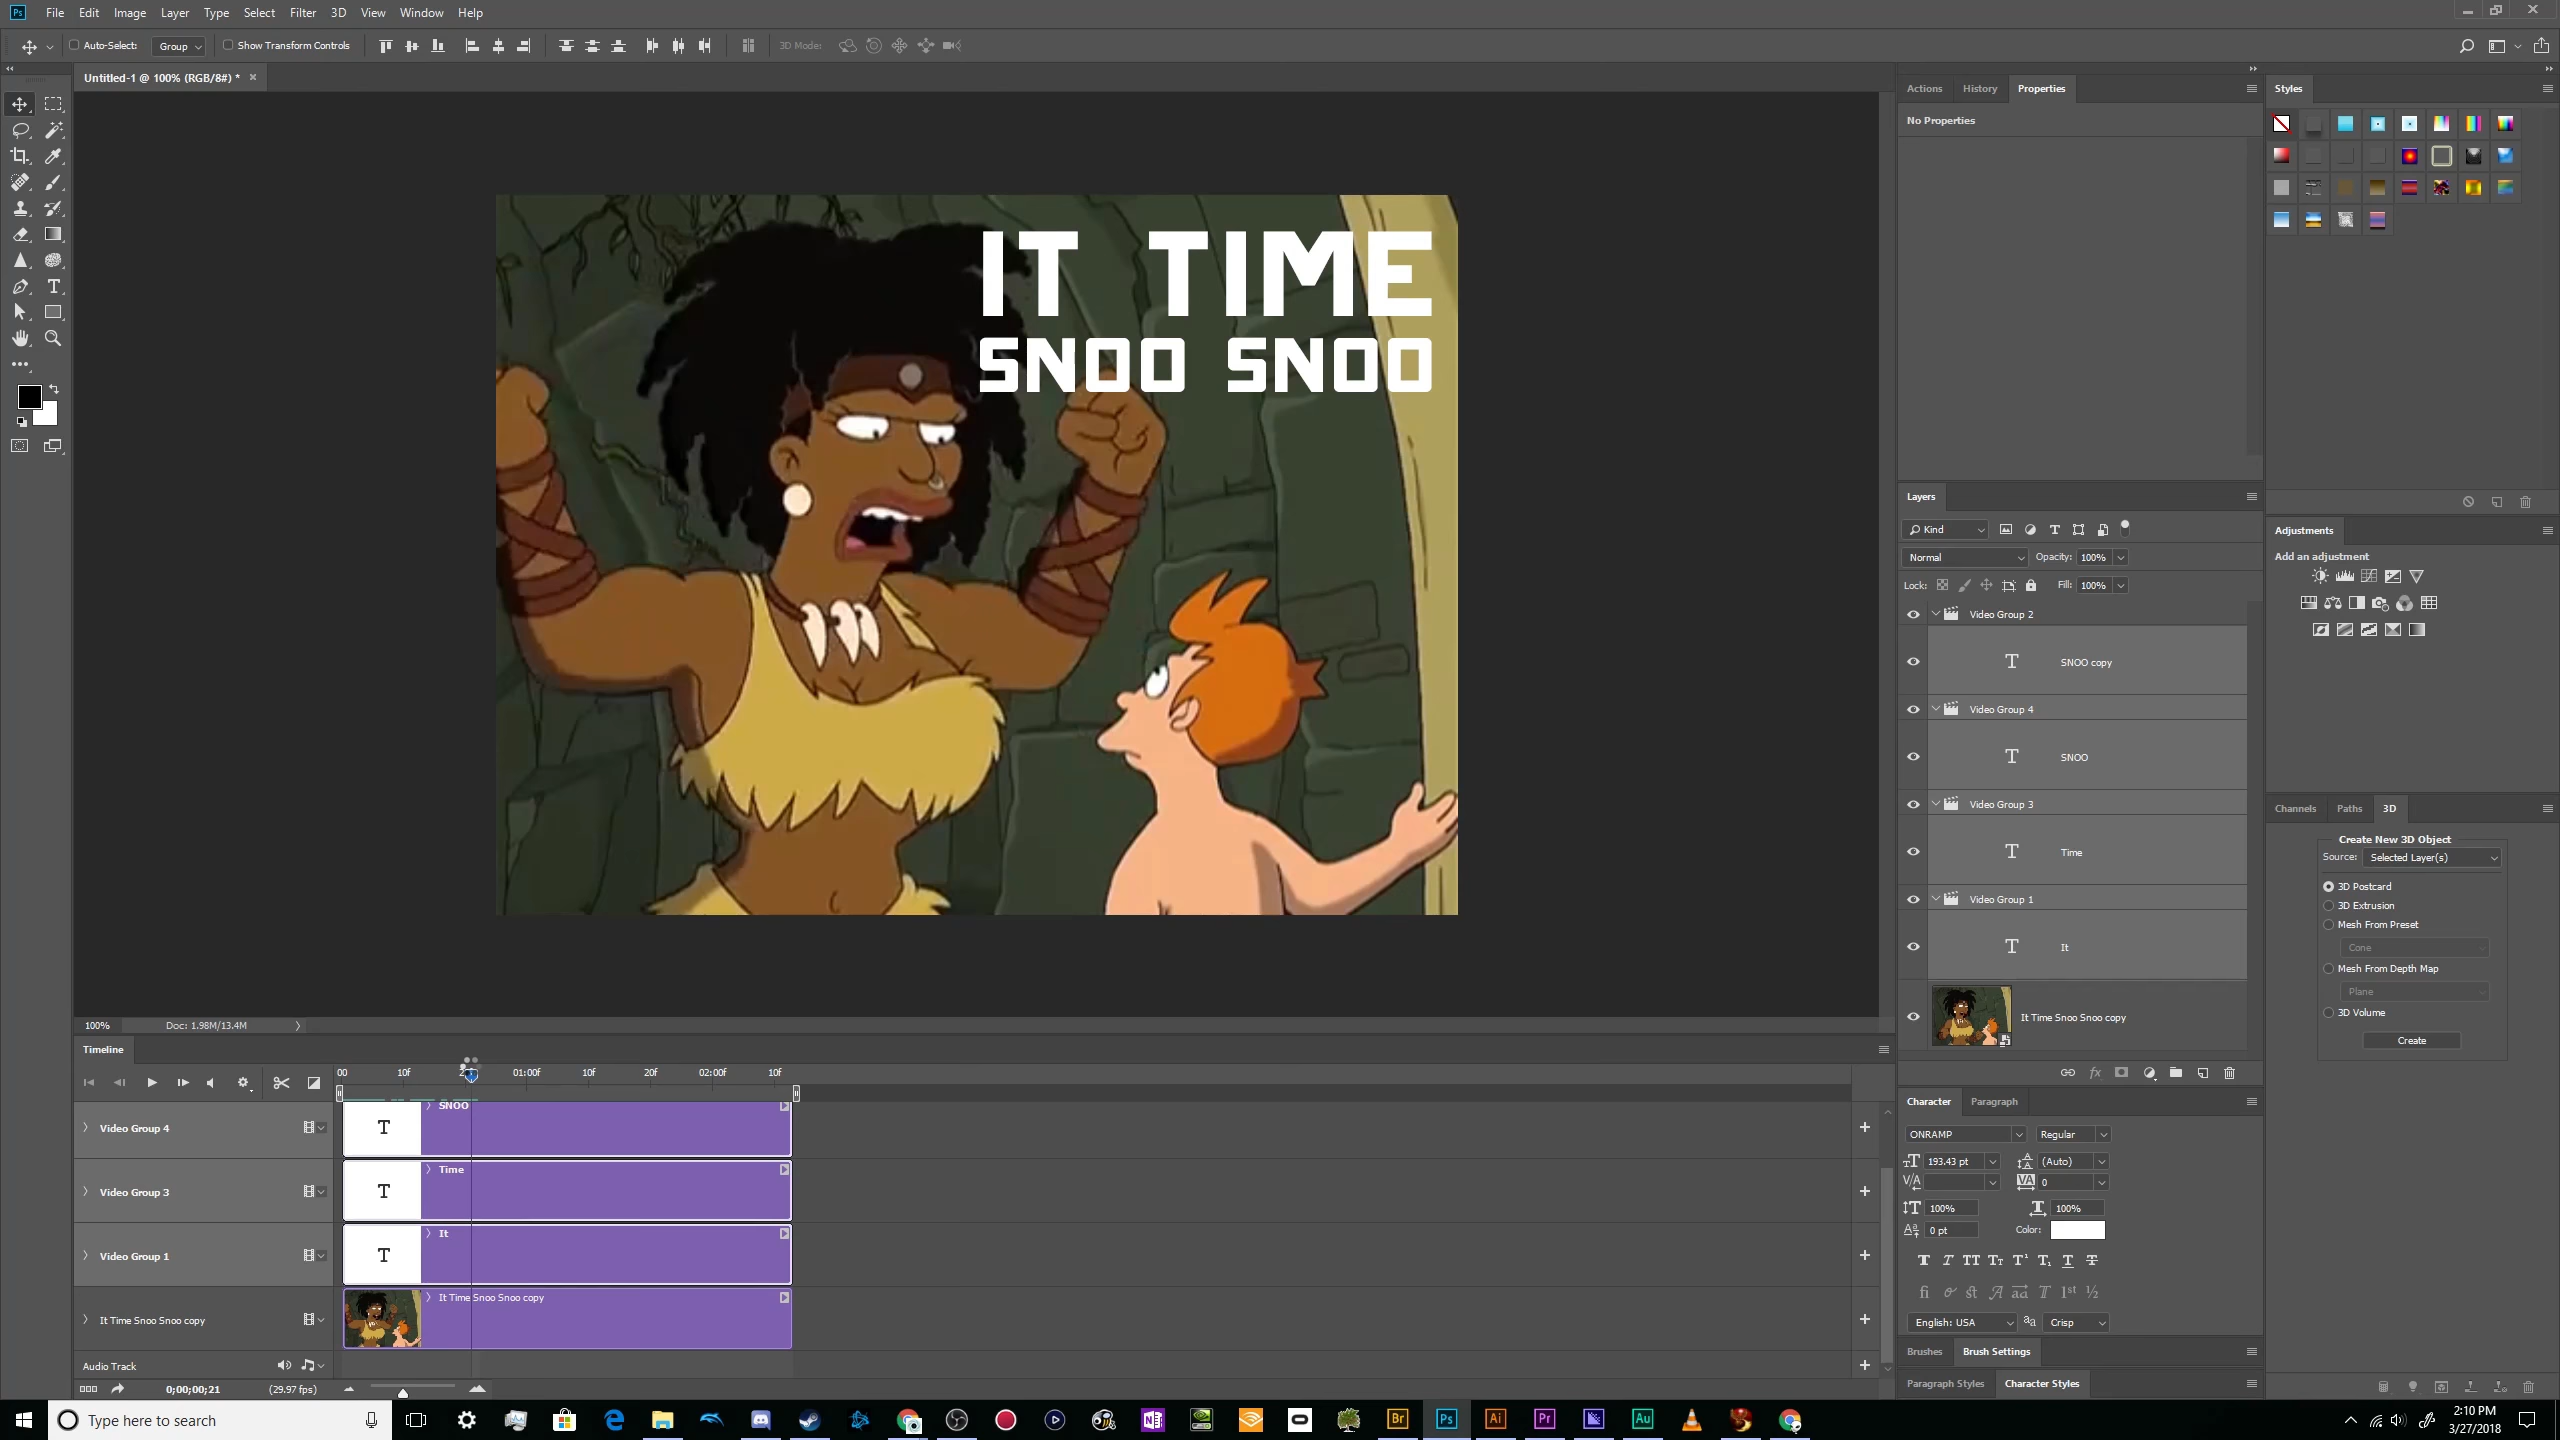 File Edit Image Layer Type Select Filter 3D View Window Help
Auto-Select: Group Show Transform Controls 3D Mode:
Untitled-1 @ 100% (RGB/8#) *
IT TIME
SNOO SNOO
100% Doc: 1.98M/13.4M
Timeline
00 10f 01:00f 10f 20f 02:00f 10f
SNOO
Video Group 4
Time
Video Group 3
It
Video Group 1
It Time Snoo Snoo copy
It Time Snoo Snoo copy
Audio Track
0;00;00;21 (29.97 fps)
Actions History Properties
No Properties
Layers
Kind
Normal Opacity: 100%
Lock: Fill: 100%
Video Group 2
SNOO copy
Video Group 4
SNOO
Video Group 3
Time
Video Group 1
It
It Time Snoo Snoo copy
fx
Character Paragraph
ONRAMP Regular
193.43 pt (Auto)
0
100% 100%
0 pt Color:
English: USA Crisp
Brushes Brush Settings
Paragraph Styles Character Styles
Styles
Adjustments
Add an adjustment
Channels Paths 3D
Create New 3D Object
Source: Selected Layer(s)
3D Postcard
3D Extrusion
Mesh From Preset
Cone
Mesh From Depth Map
Plane
3D Volume
Create
Type here to search
Br Ps Ai Pr Au
2:10 PM
3/27/2018